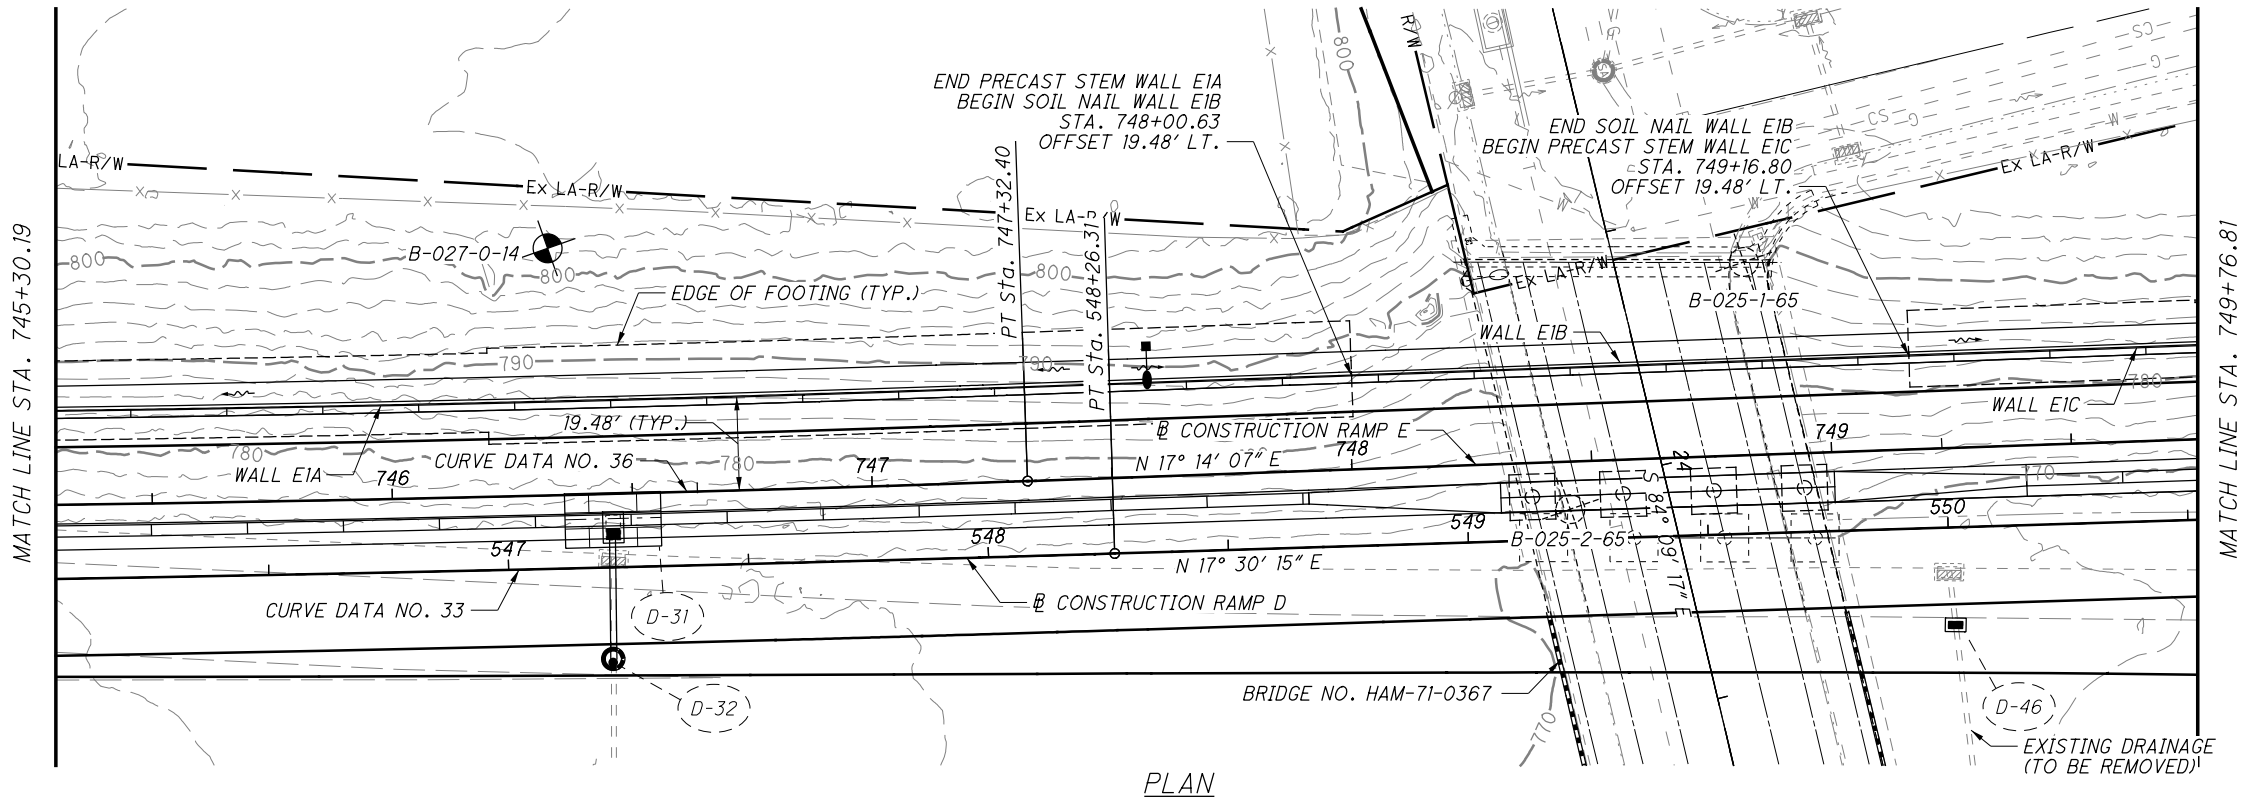 MATCH LINE STA. 745+30.19
MATCH LINE STA. 749+76.81
LA-R/W
Ex LA-R/W
Ex LA-R/W
R/W
800
END PRECAST STEM WALL E1A
BEGIN SOIL NAIL WALL E1B
STA. 748+00.63
OFFSET 19.48' LT.
END SOIL NAIL WALL E1B
BEGIN PRECAST STEM WALL E1C
STA. 749+16.80
OFFSET 19.48' LT.
SA
CS
G
CS
G
W
W
W
Ex LA-R/W
Ex LA-R/W
PT Sta. 747+32.40
PT Sta. 548+26.31
B-027-0-14
800
800
800
EDGE OF FOOTING (TYP.)
B-025-1-65
WALL E1B
790
790
780
WALL E1C
19.48' (TYP.)
℄ CONSTRUCTION RAMP E
780
WALL E1A
CURVE DATA NO. 36
780
746
747
748
749
N 17° 14' 07" E
24
S 84° 09' 17" E
770
547
548
549
550
B-025-2-65
N 17° 30' 15" E
CURVE DATA NO. 33
℄ CONSTRUCTION RAMP D
D-31
D-32
BRIDGE NO. HAM-71-0367
770
D-46
EXISTING DRAINAGE
(TO BE REMOVED)
PLAN